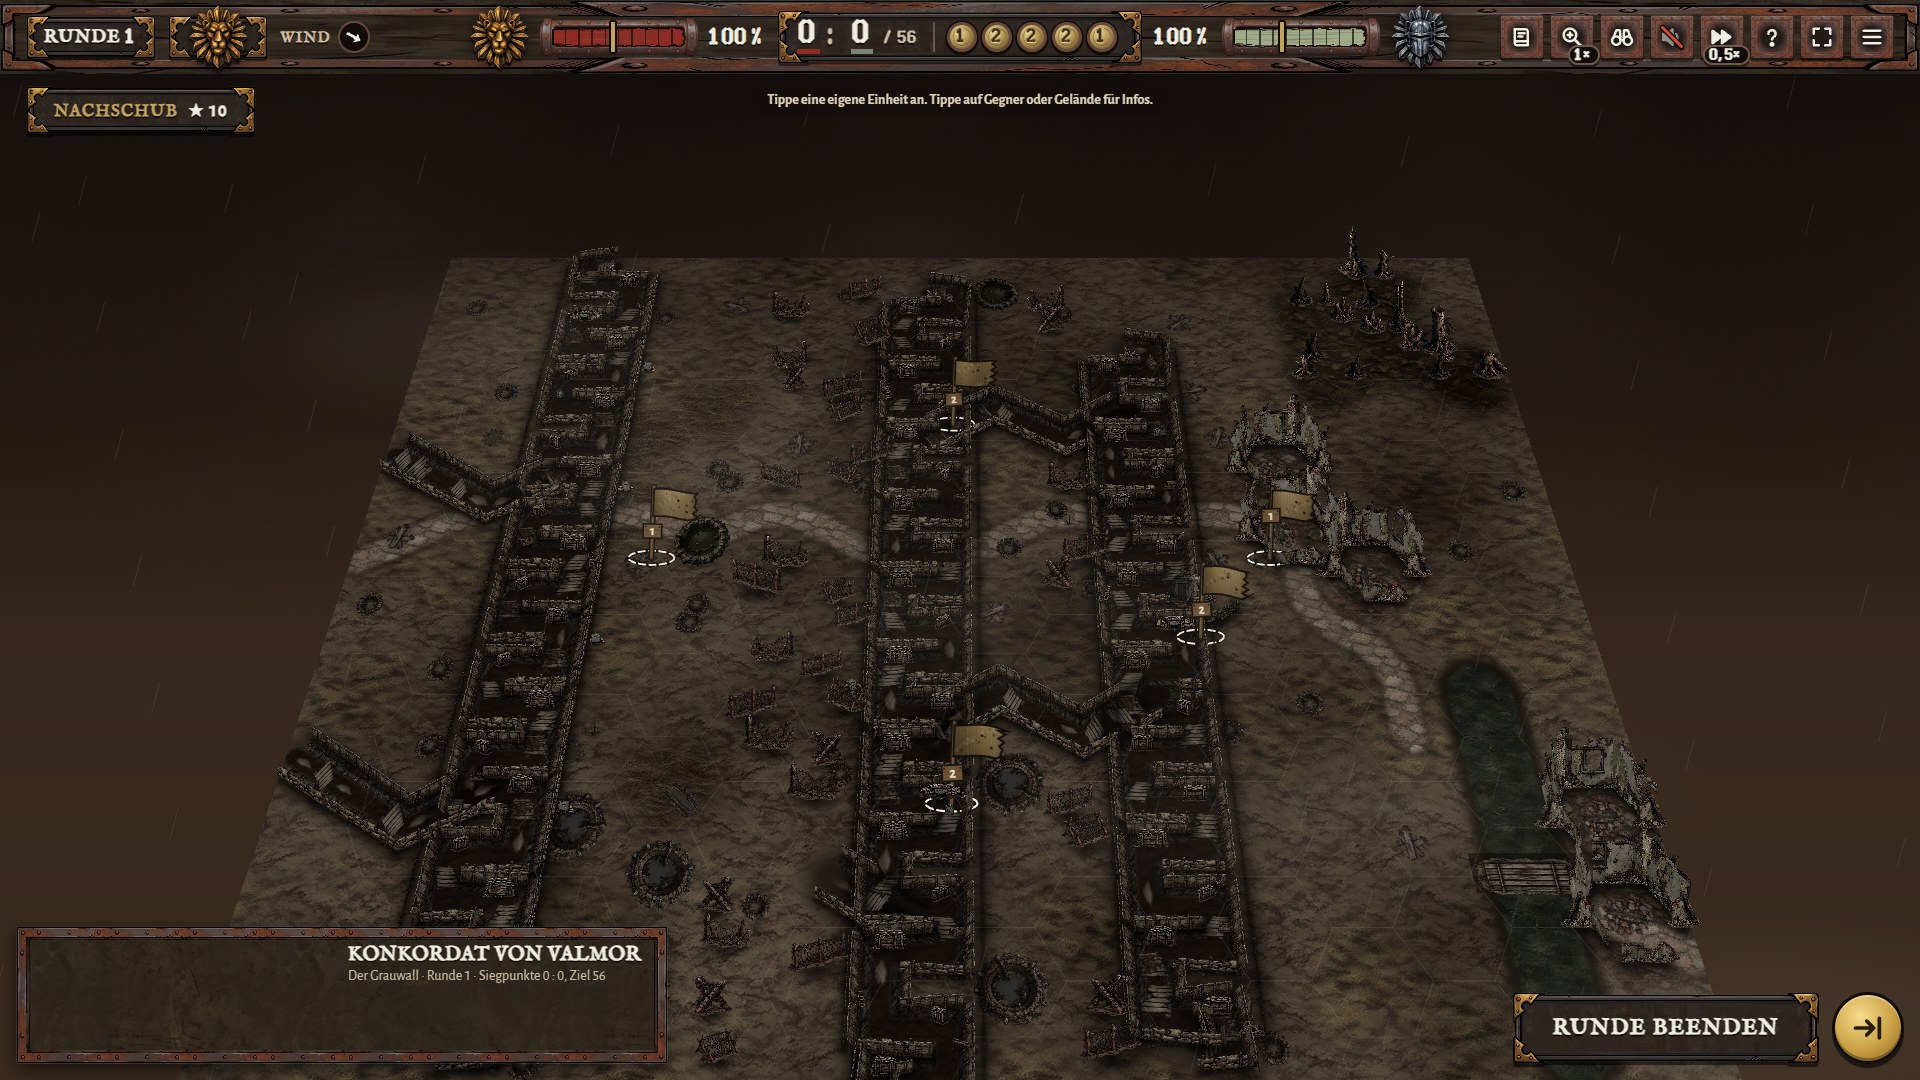 RUNDE 1
WIND
100 %
0 : 0 / 56
1 2 2 2 1
100 %
1×
0,5×
?
NACHSCHUB ★ 10
Tippe eine eigene Einheit an. Tippe auf Gegner oder Gelände für Infos.
2
1
1
2
2
KONKORDAT VON VALMOR
Der Grauwall · Runde 1 · Siegpunkte 0 : 0, Ziel 56
RUNDE BEENDEN